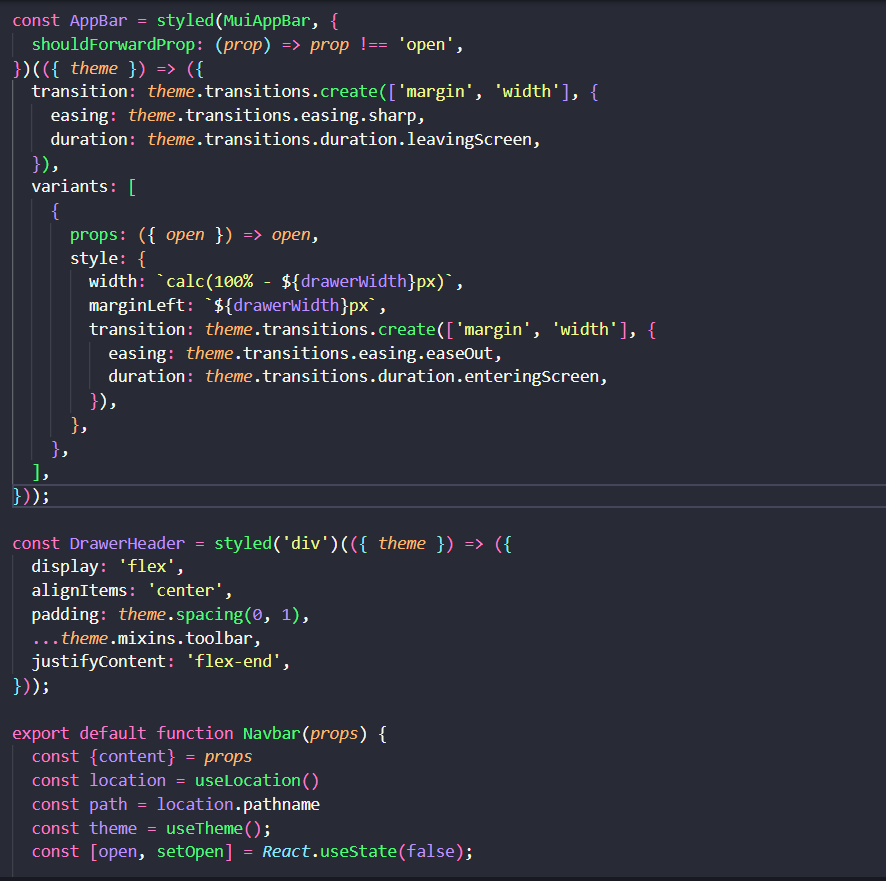 const AppBar = styled(MuiAppBar, {
  shouldForwardProp: (prop) => prop !== 'open',
})(({ theme }) => ({
  transition: theme.transitions.create(['margin', 'width'], {
    easing: theme.transitions.easing.sharp,
    duration: theme.transitions.duration.leavingScreen,
  }),
  variants: [
    {
      props: ({ open }) => open,
      style: {
        width: `calc(100% - ${drawerWidth}px)`,
        marginLeft: `${drawerWidth}px`,
        transition: theme.transitions.create(['margin', 'width'], {
          easing: theme.transitions.easing.easeOut,
          duration: theme.transitions.duration.enteringScreen,
        }),
      },
    },
  ],
}));

const DrawerHeader = styled('div')(({ theme }) => ({
  display: 'flex',
  alignItems: 'center',
  padding: theme.spacing(0, 1),
  ...theme.mixins.toolbar,
  justifyContent: 'flex-end',
}));

export default function Navbar(props) {
  const {content} = props
  const location = useLocation()
  const path = location.pathname
  const theme = useTheme();
  const [open, setOpen] = React.useState(false);